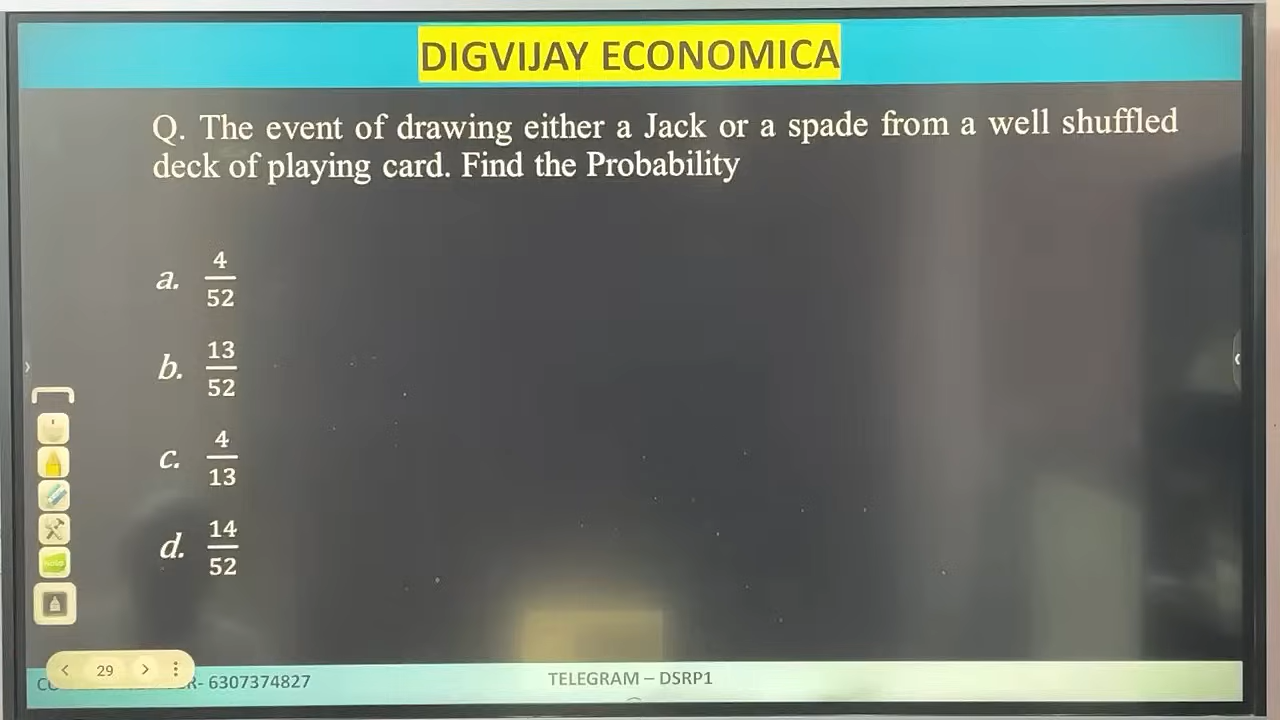 DIGVIJAY ECONOMICA
Q. The event of drawing either a Jack or a spade from a well shuffled
deck of playing card. Find the Probability
a. 4/52
b. 13/52
c. 4/13
d. 14/52
29
R- 6307374827
TELEGRAM – DSRP1